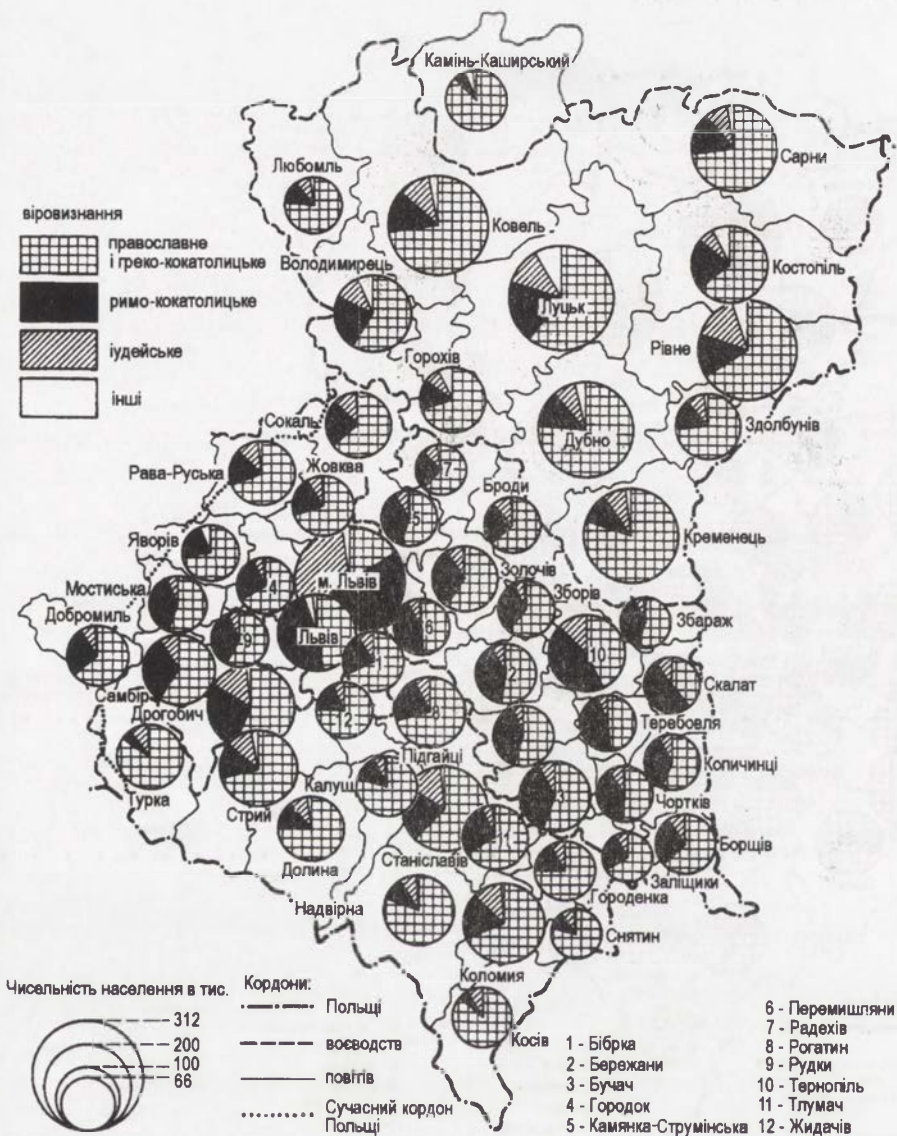 Камінь-Каширський
Сарни
Любомль
віровизнання
православне
і греко-кокатолицьке
римо-кокатолицьке
іудейське
інші
Ковель
Володимирець
Костопіль
Луцьк
Рівне
Горохів
Сокаль
Дубно
Здолбунів
Рава-Руська
Жовква
7
Броди
5
Кременець
Яворів
м. Львів
Золочів
Мостиська
4
Зборів
Добромиль
Львів
6
Збараж
9
10
1
2
Скалат
Самбір
Дрогобич
12
8
Теребовля
Підгайці
Копичинці
Турка
Калуш
3
Чортків
Стрий
11
Борщів
Долина
Станіславів
Заліщики
Городенка
Надвірна
Снятин
Коломия
Косів
Чисельність населення в тис.
312
200
100
66
Кордони:
Польщі
воєводств
повітів
Сучасний кордон
Польщі
1 - Бібрка
2 - Бережани
3 - Бучач
4 - Городок
5 - Камянка-Струмінська
6 - Перемишляни
7 - Радехів
8 - Рогатин
9 - Рудки
10 - Тернопіль
11 - Тлумач
12 - Жидачів